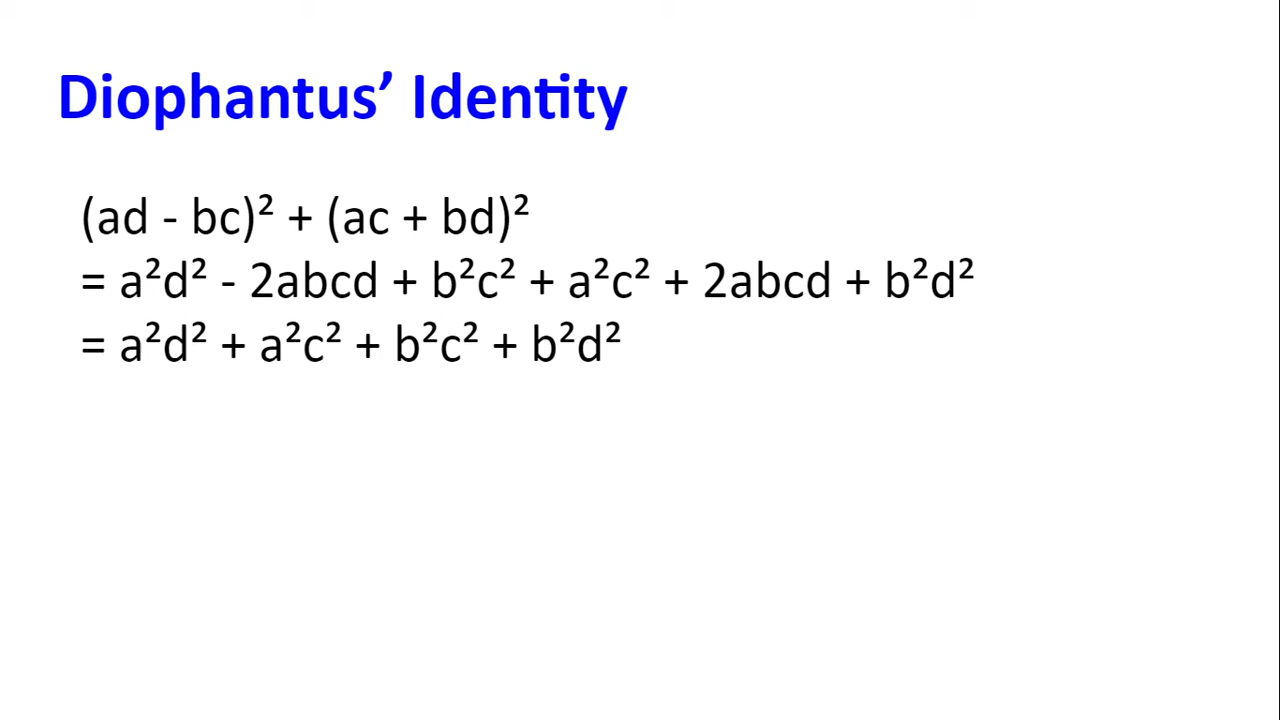 Diophantus’ Identity
(ad - bc)² + (ac + bd)²
= a²d² - 2abcd + b²c² + a²c² + 2abcd + b²d²
= a²d² + a²c² + b²c² + b²d²